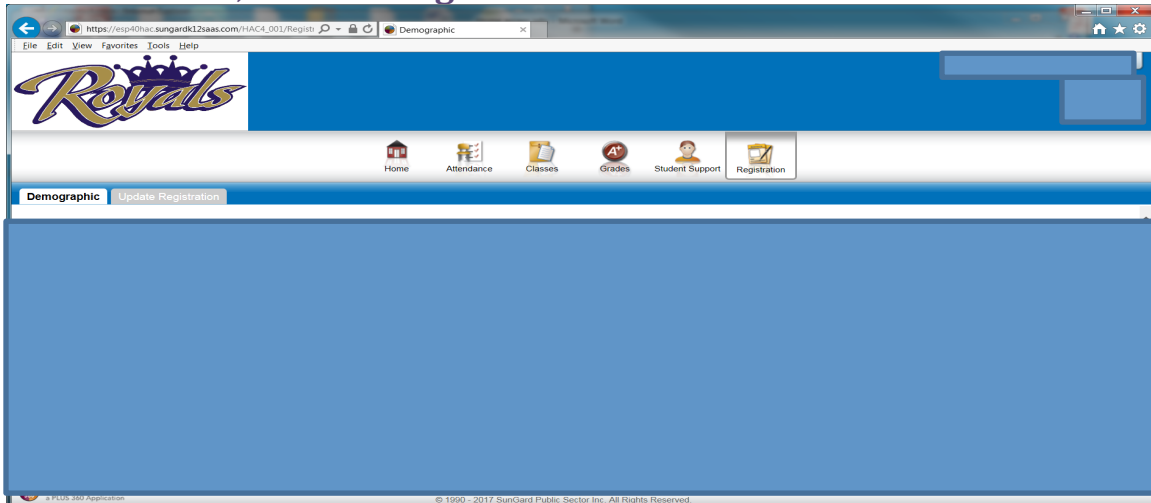 https://esp40hac.sungardk12saas.com/HAC4_001/Registr
Demographic
File Edit View Favorites Tools Help
Royals
Home Attendance Classes Grades Student Support Registration
Demographic Update Registration
a PLUS 360 Application
© 1990 - 2017 SunGard Public Sector Inc. All Rights Reserved.